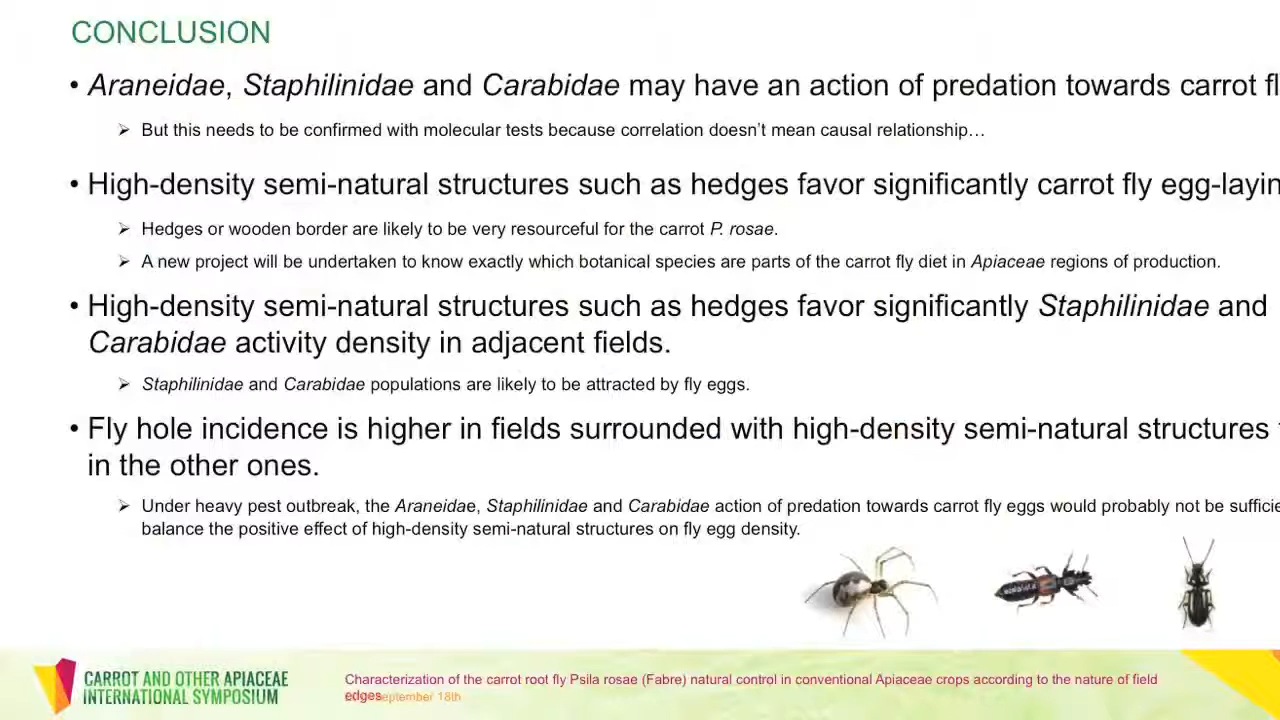 CONCLUSION
• Araneidae, Staphilinidae and Carabidae may have an action of predation towards carrot fl
➢ But this needs to be confirmed with molecular tests because correlation doesn’t mean causal relationship…
• High-density semi-natural structures such as hedges favor significantly carrot fly egg-layin
➢ Hedges or wooden border are likely to be very resourceful for the carrot P. rosae.
➢ A new project will be undertaken to know exactly which botanical species are parts of the carrot fly diet in Apiaceae regions of production.
• High-density semi-natural structures such as hedges favor significantly Staphilinidae and
Carabidae activity density in adjacent fields.
➢ Staphilinidae and Carabidae populations are likely to be attracted by fly eggs.
• Fly hole incidence is higher in fields surrounded with high-density semi-natural structures
in the other ones.
➢ Under heavy pest outbreak, the Araneidae, Staphilinidae and Carabidae action of predation towards carrot fly eggs would probably not be sufficie
balance the positive effect of high-density semi-natural structures on fly egg density.
CARROT AND OTHER APIACEAE
INTERNATIONAL SYMPOSIUM
Characterization of the carrot root fly Psila rosae (Fabre) natural control in conventional Apiaceae crops according to the nature of field
edges
September 18th